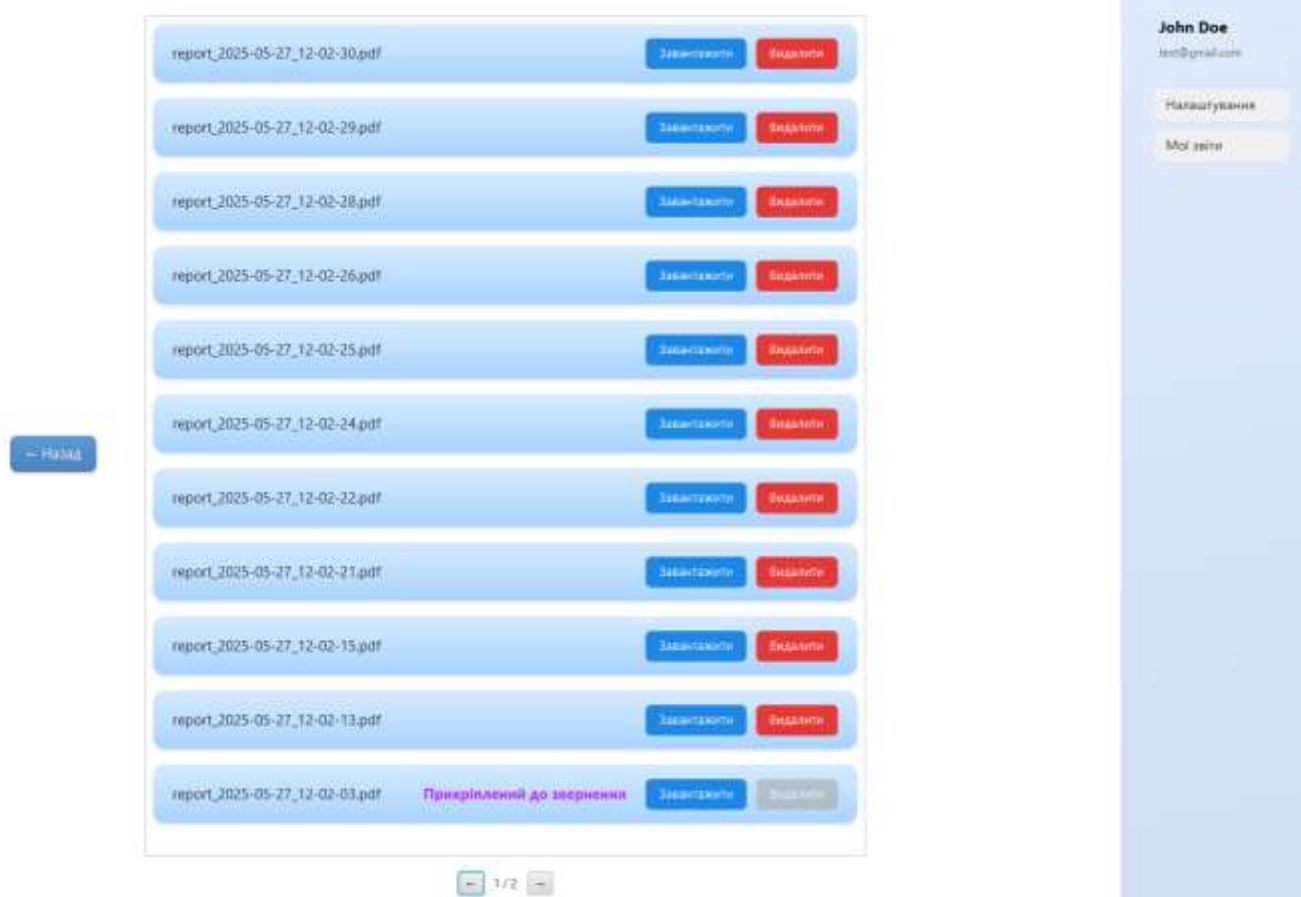 report_2025-05-27_12-02-30.pdf Завантажити Видалити
report_2025-05-27_12-02-29.pdf Завантажити Видалити
report_2025-05-27_12-02-28.pdf Завантажити Видалити
report_2025-05-27_12-02-26.pdf Завантажити Видалити
report_2025-05-27_12-02-25.pdf Завантажити Видалити
report_2025-05-27_12-02-24.pdf Завантажити Видалити
← Назад
report_2025-05-27_12-02-22.pdf Завантажити Видалити
report_2025-05-27_12-02-21.pdf Завантажити Видалити
report_2025-05-27_12-02-15.pdf Завантажити Видалити
report_2025-05-27_12-02-13.pdf Завантажити Видалити
report_2025-05-27_12-02-03.pdf Прикріплений до звернення Завантажити Видалити
← 1 / 2 →
John Doe
test@gmail.com
Налаштування
Мої звіти